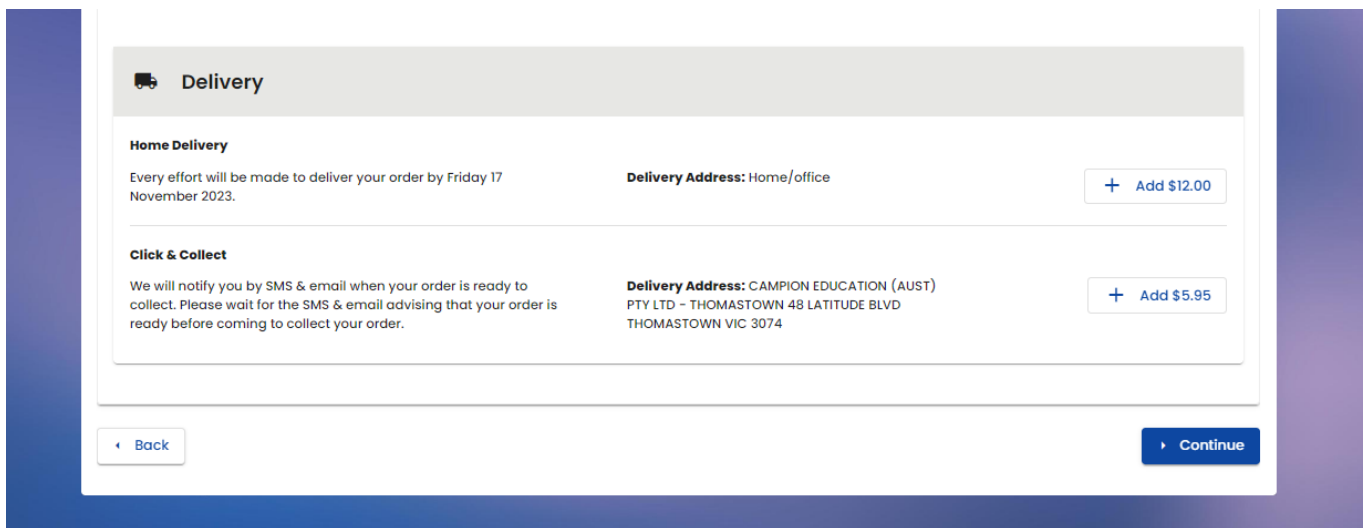 Delivery
Home Delivery
Every effort will be made to deliver your order by Friday 17
November 2023.
Delivery Address: Home/office
+ Add $12.00
Click & Collect
We will notify you by SMS & email when your order is ready to
collect. Please wait for the SMS & email advising that your order is
ready before coming to collect your order.
Delivery Address: CAMPION EDUCATION (AUST)
PTY LTD - THOMASTOWN 48 LATITUDE BLVD
THOMASTOWN VIC 3074
+ Add $5.95
Back
Continue